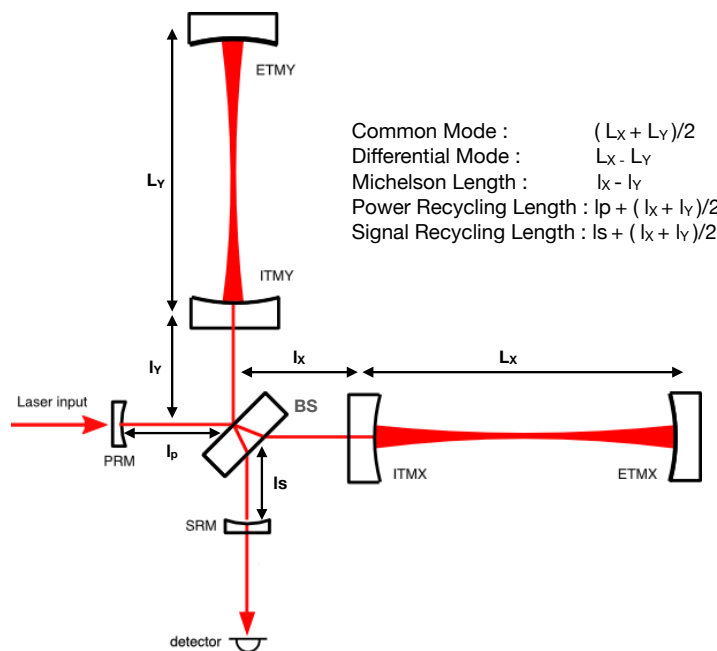 ETMY
Common Mode : ( LX + LY )/2
Differential Mode : LX - LY
Michelson Length : lX - lY
Power Recycling Length : lp + ( lX + lY )/2
Signal Recycling Length : ls + ( lX + lY )/2
LY
ITMY
lX
LX
lY
BS
Laser input
PRM
lp
ls
ITMX
ETMX
SRM
detector